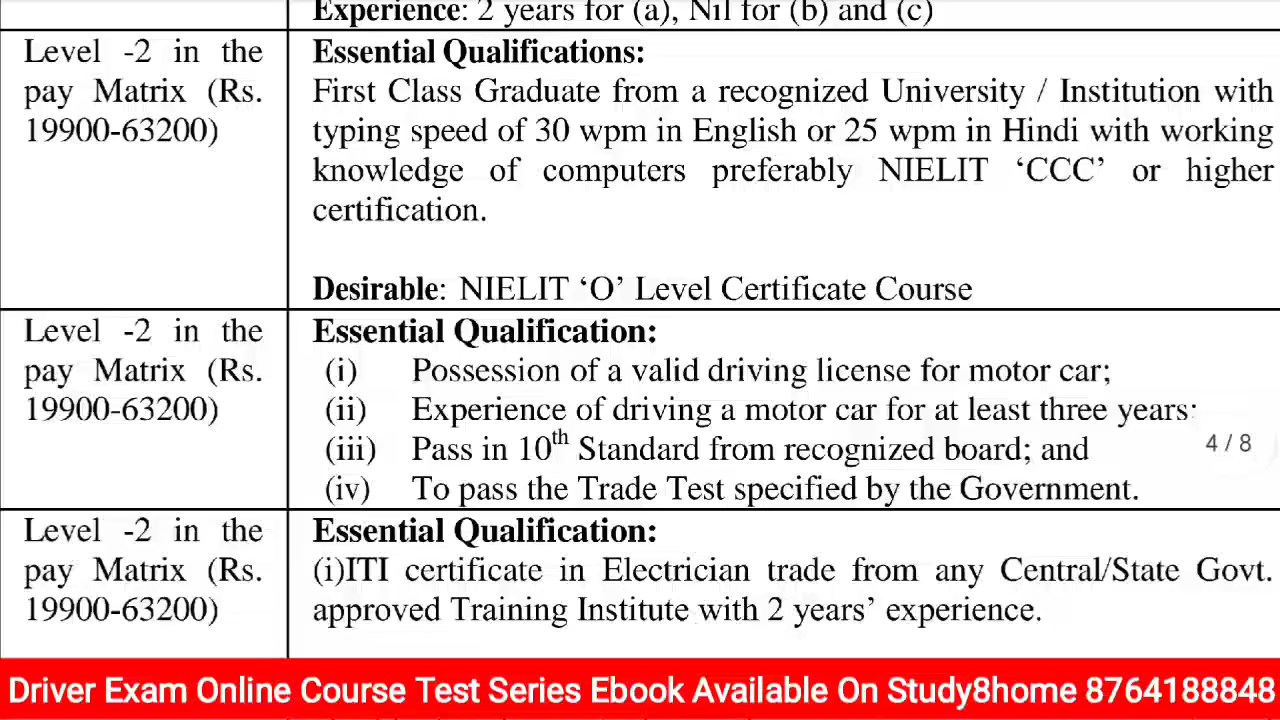 Experience: 2 years for (a), Nil for (b) and (c)
Level -2 in the
pay Matrix (Rs.
19900-63200)
Essential Qualifications:
First Class Graduate from a recognized University / Institution with
typing speed of 30 wpm in English or 25 wpm in Hindi with working
knowledge of computers preferably NIELIT ‘CCC’ or higher
certification.
Desirable: NIELIT ‘O’ Level Certificate Course
Level -2 in the
pay Matrix (Rs.
19900-63200)
Essential Qualification:
(i) Possession of a valid driving license for motor car;
(ii) Experience of driving a motor car for at least three years;
(iii) Pass in 10th Standard from recognized board; and
(iv) To pass the Trade Test specified by the Government.
4 / 8
Level -2 in the
pay Matrix (Rs.
19900-63200)
Essential Qualification:
(i)ITI certificate in Electrician trade from any Central/State Govt.
approved Training Institute with 2 years’ experience.
Driver Exam Online Course Test Series Ebook Available On Study8home 8764188848